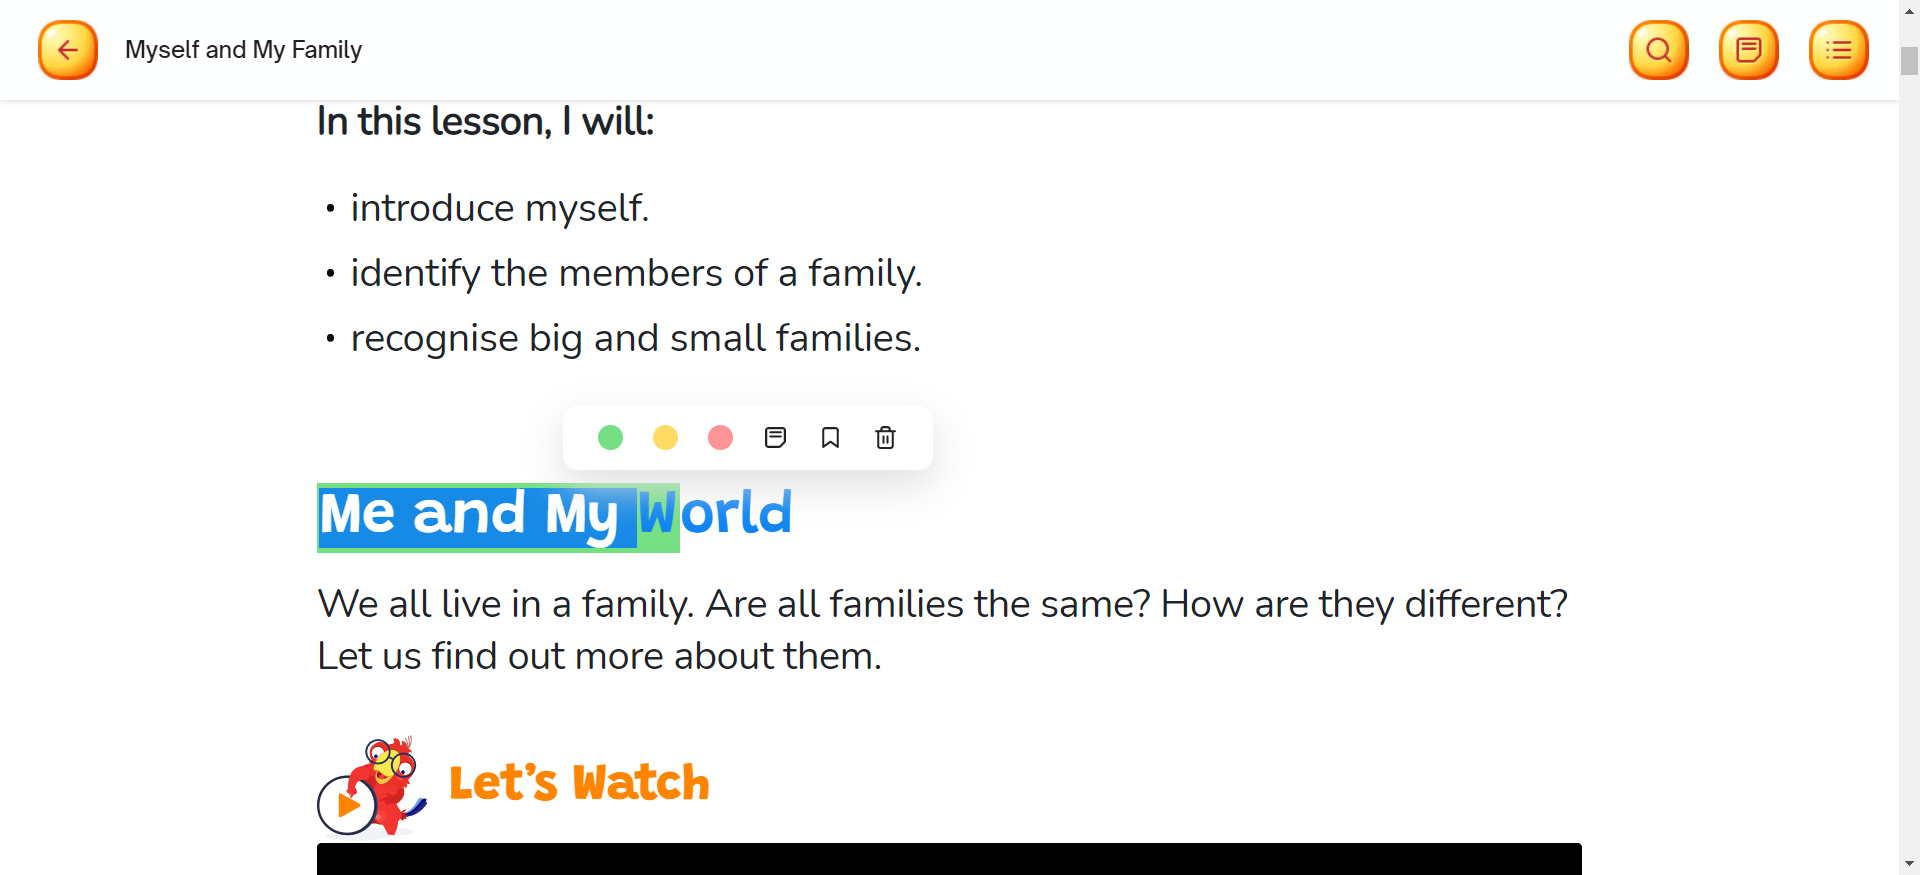 Myself and My Family
In this lesson, I will:
• introduce myself.
• identify the members of a family.
• recognise big and small families.
Me and My World
We all live in a family. Are all families the same? How are they different?
Let us find out more about them.
Let's Watch